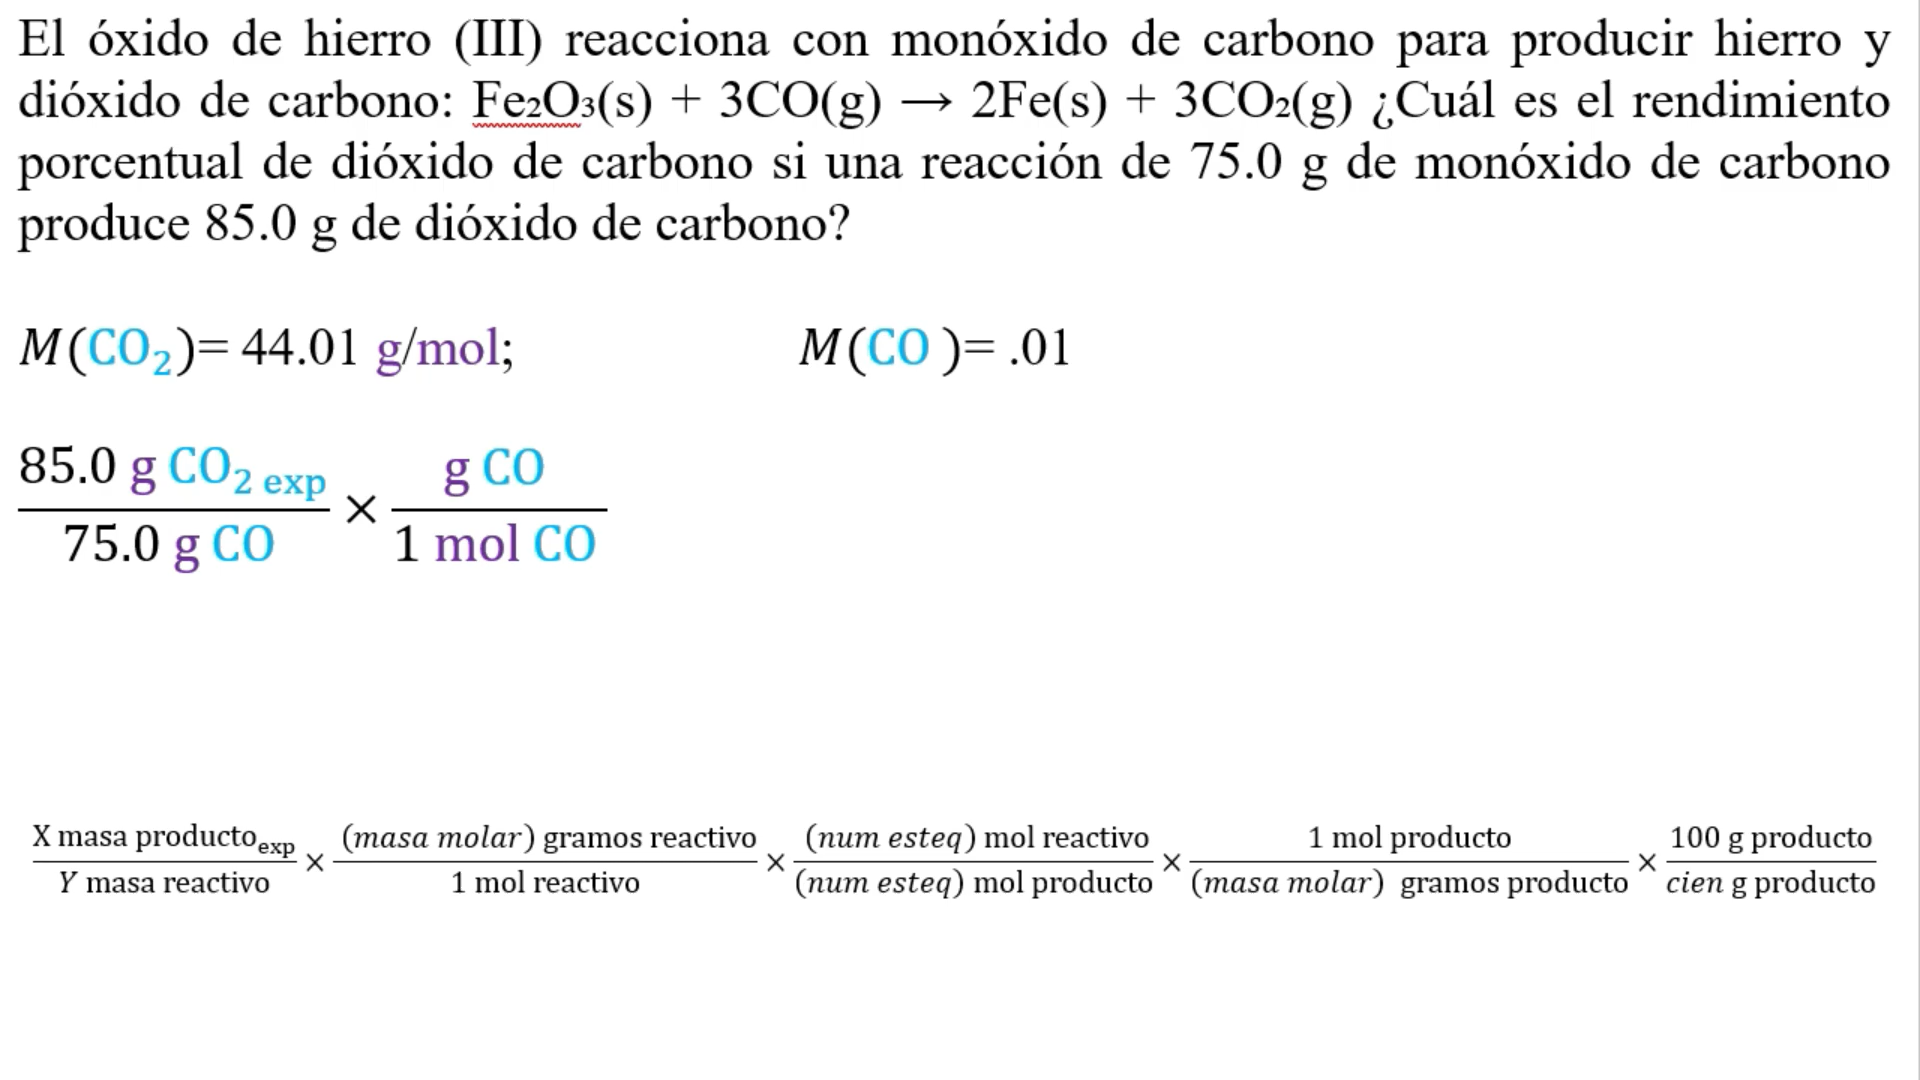 El óxido de hierro (III) reacciona con monóxido de carbono para producir hierro y
dióxido de carbono: Fe₂O₃(s) + 3CO(g) → 2Fe(s) + 3CO₂(g) ¿Cuál es el rendimiento
porcentual de dióxido de carbono si una reacción de 75.0 g de monóxido de carbono
produce 85.0 g de dióxido de carbono?
M(CO₂)= 44.01 g/mol; M(CO )= .01
85.0 g CO₂ exp × g CO
75.0 g CO 1 mol CO
X masa producto exp × (masa molar) gramos reactivo × (num esteq) mol reactivo × 1 mol producto × 100 g producto
Y masa reactivo 1 mol reactivo (num esteq) mol producto (masa molar) gramos producto cien g producto